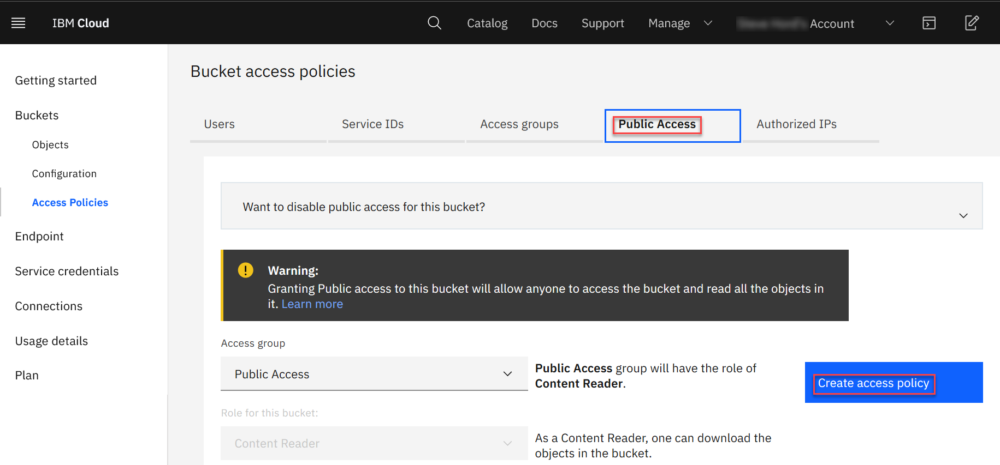 IBM Cloud
Catalog
Docs
Support
Manage
Account
Getting started
Buckets
Objects
Configuration
Access Policies
Endpoint
Service credentials
Connections
Usage details
Plan
Bucket access policies
Users
Service IDs
Access groups
Public Access
Authorized IPs
Want to disable public access for this bucket?
Warning:
Granting Public access to this bucket will allow anyone to access the bucket and read all the objects in
it. Learn more
Access group
Public Access
Public Access group will have the role of
Content Reader.
Create access policy
Role for this bucket:
Content Reader
As a Content Reader, one can download the
objects in the bucket.